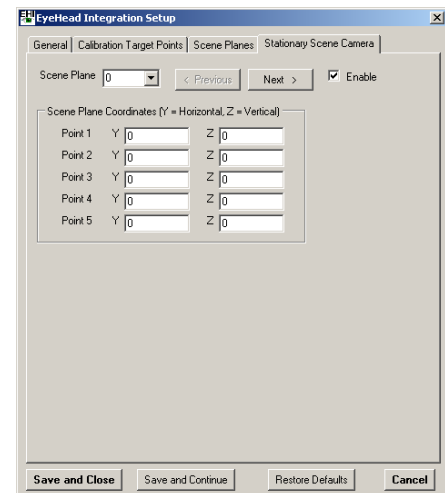 EyeHead Integration Setup
General Calibration Target Points Scene Planes Stationary Scene Camera
Scene Plane 0 < Previous Next > Enable
Scene Plane Coordinates (Y = Horizontal, Z = Vertical)
Point 1 Y 0 Z 0
Point 2 Y 0 Z 0
Point 3 Y 0 Z 0
Point 4 Y 0 Z 0
Point 5 Y 0 Z 0
Save and Close Save and Continue Restore Defaults Cancel